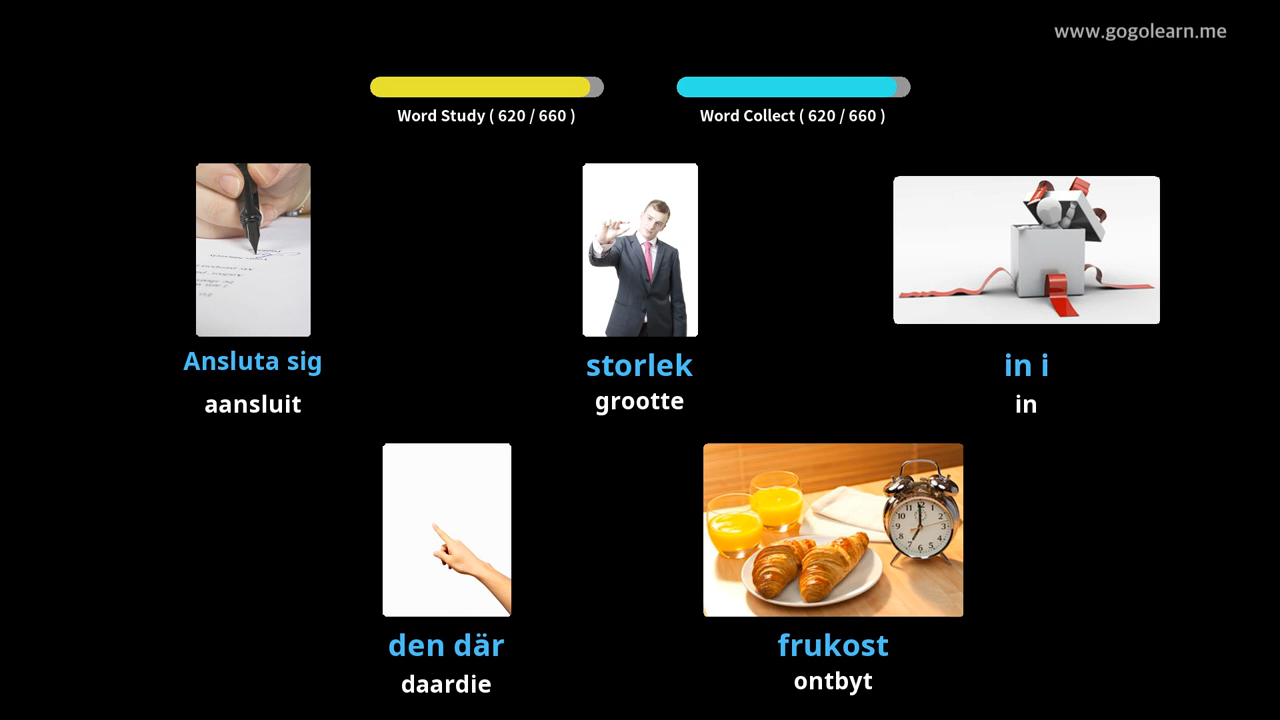 www.gogolearn.me
Word Study ( 620 / 660 )
Word Collect ( 620 / 660 )
Ansluta sig
aansluit
storlek
grootte
in i
in
den där
daardie
frukost
ontbyt